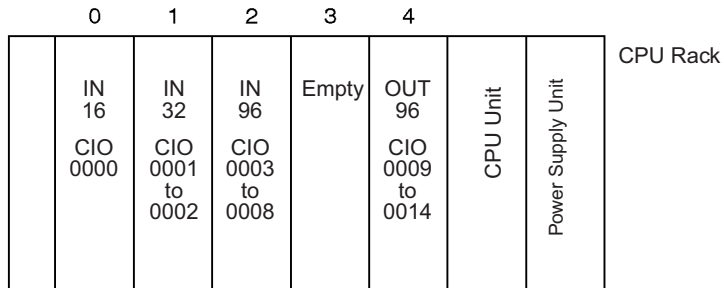 0 1 2 3 4
CPU Rack
IN
16
CIO
0000
IN
32
CIO
0001
to
0002
IN
96
CIO
0003
to
0008
Empty
OUT
96
CIO
0009
to
0014
CPU Unit
Power Supply Unit